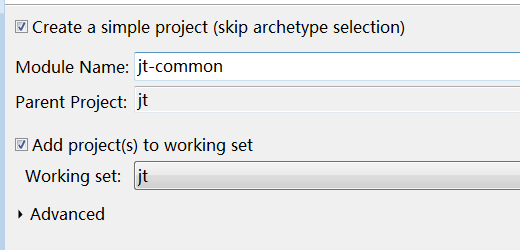 Create a simple project (skip archetype selection)
Module Name: jt-common
Parent Project: jt
Add project(s) to working set
Working set: jt
Advanced